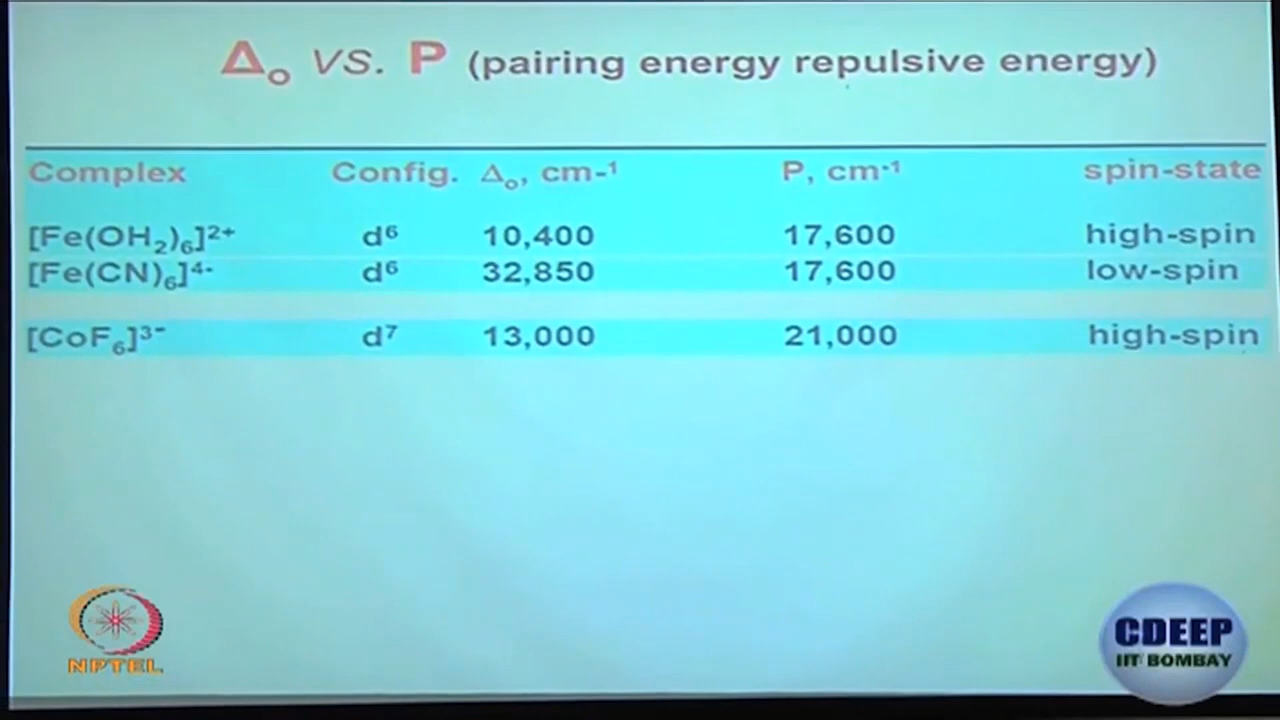 Δo VS. P (pairing energy repulsive energy)
Complex Config. Δo, cm-1 P, cm-1 spin-state
[Fe(OH2)6]2+ d6 10,400 17,600 high-spin
[Fe(CN)6]4- d6 32,850 17,600 low-spin
[CoF6]3- d7 13,000 21,000 high-spin
NPTEL
CDEEP
IIT BOMBAY